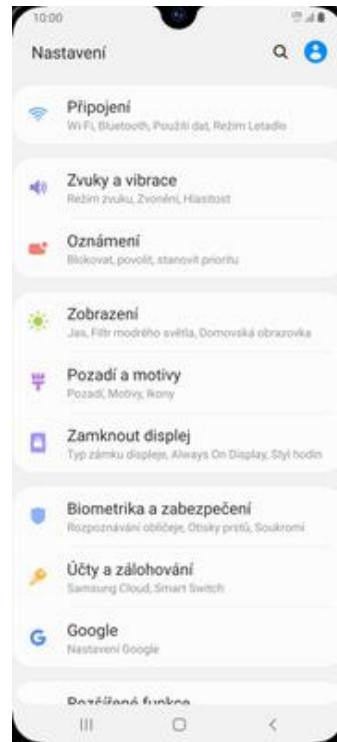 10:00
Nastavení
Připojení
Wi-Fi, Bluetooth, Použití dat, Režim Letadlo
Zvuky a vibrace
Režim zvuku, Zvonění, Hlasitost
Oznámení
Blokovat, povolit, stanovit prioritu
Zobrazení
Jas, Filtr modrého světla, Domovská obrazovka
Pozadí a motivy
Pozadí, Motivy, Ikony
Zamknout displej
Typ zámku displeje, Always On Display, Styl hodin
Biometrika a zabezpečení
Rozpoznávání obličeje, Otisky prstů, Soukromí
Účty a zálohování
Samsung Cloud, Smart Switch
Google
Nastavení Google
Rozšířené funkce